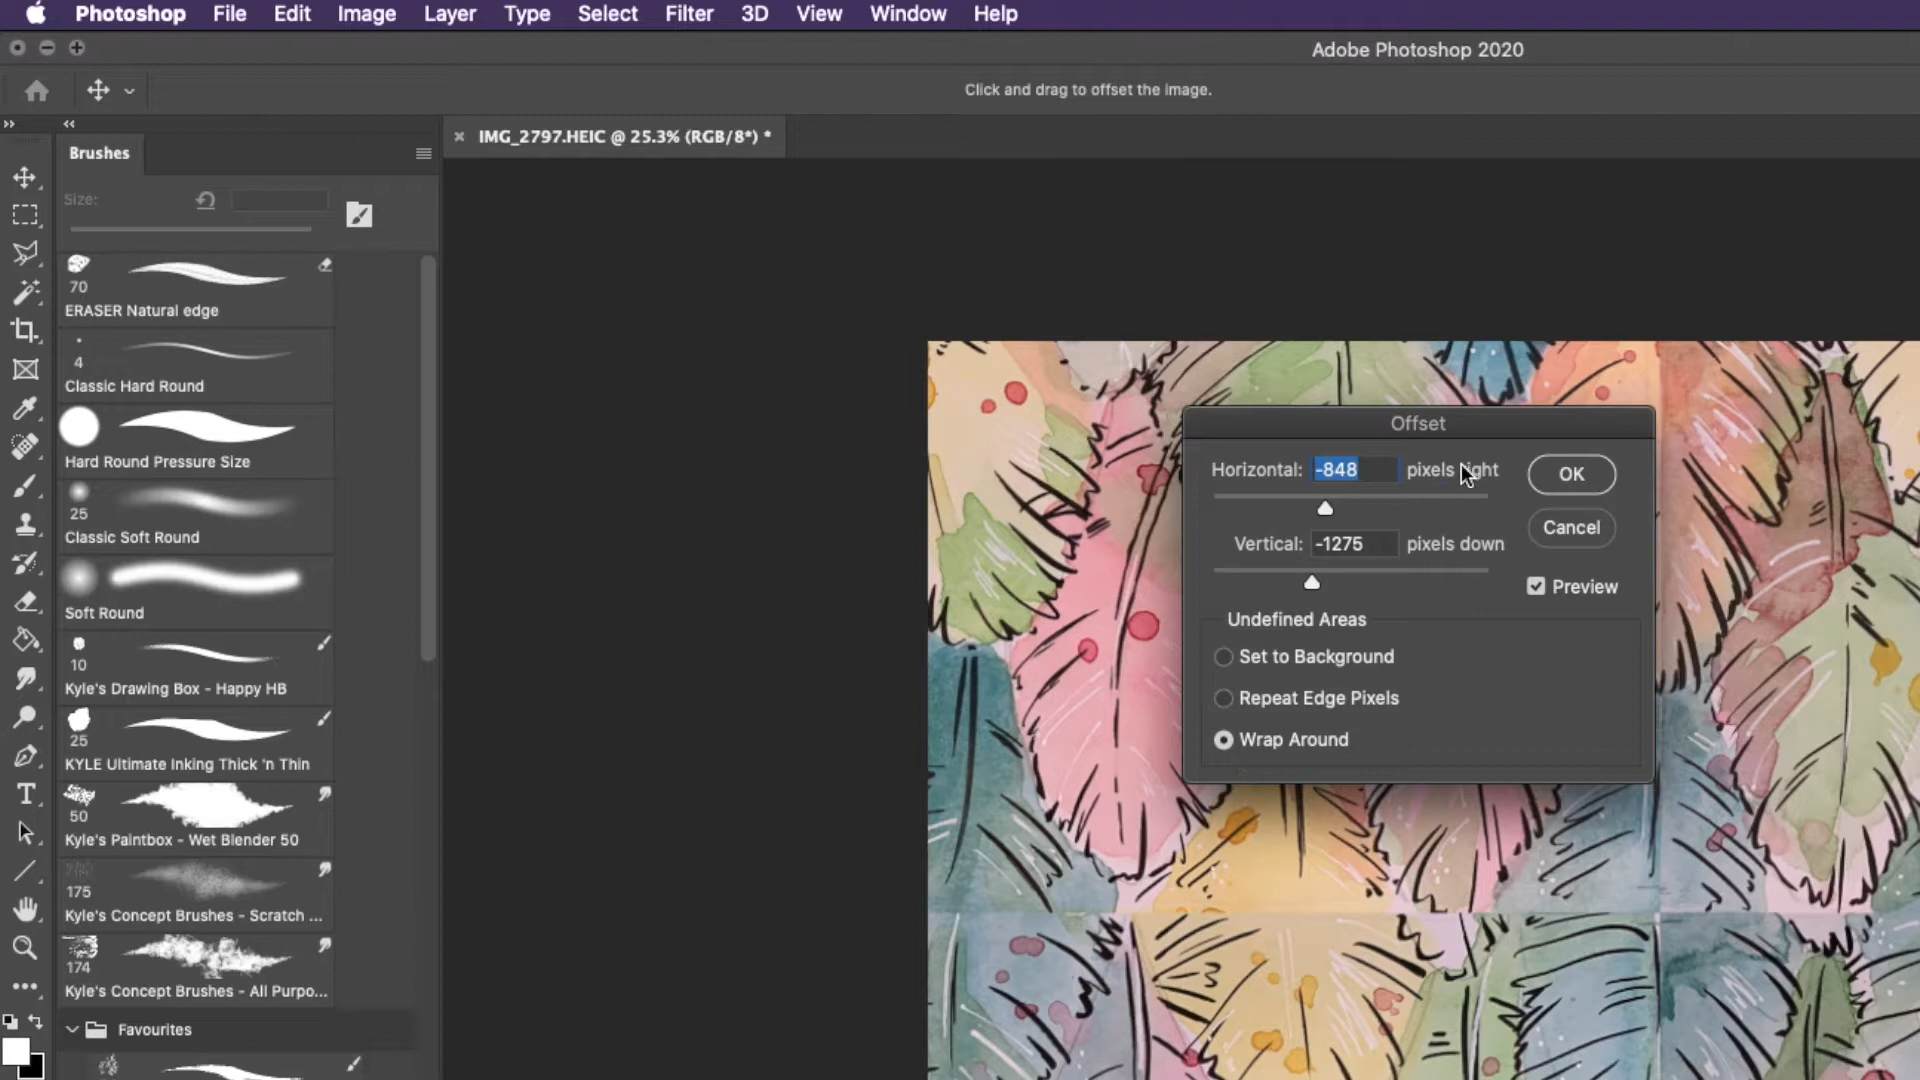 Photoshop File Edit Image Layer Type Select Filter 3D View Window Help
Adobe Photoshop 2020
Click and drag to offset the image.
IMG_2797.HEIC @ 25.3% (RGB/8*) *
Brushes
Size:
70
ERASER Natural edge
4
Classic Hard Round
Hard Round Pressure Size
25
Classic Soft Round
Soft Round
10
Kyle's Drawing Box - Happy HB
25
KYLE Ultimate Inking Thick 'n Thin
50
Kyle's Paintbox - Wet Blender 50
175
Kyle's Concept Brushes - Scratch ...
174
Kyle's Concept Brushes - All Purpo...
Favourites
Offset
Horizontal: -848 pixels right
OK
Vertical: -1275 pixels down
Cancel
Preview
Undefined Areas
Set to Background
Repeat Edge Pixels
Wrap Around